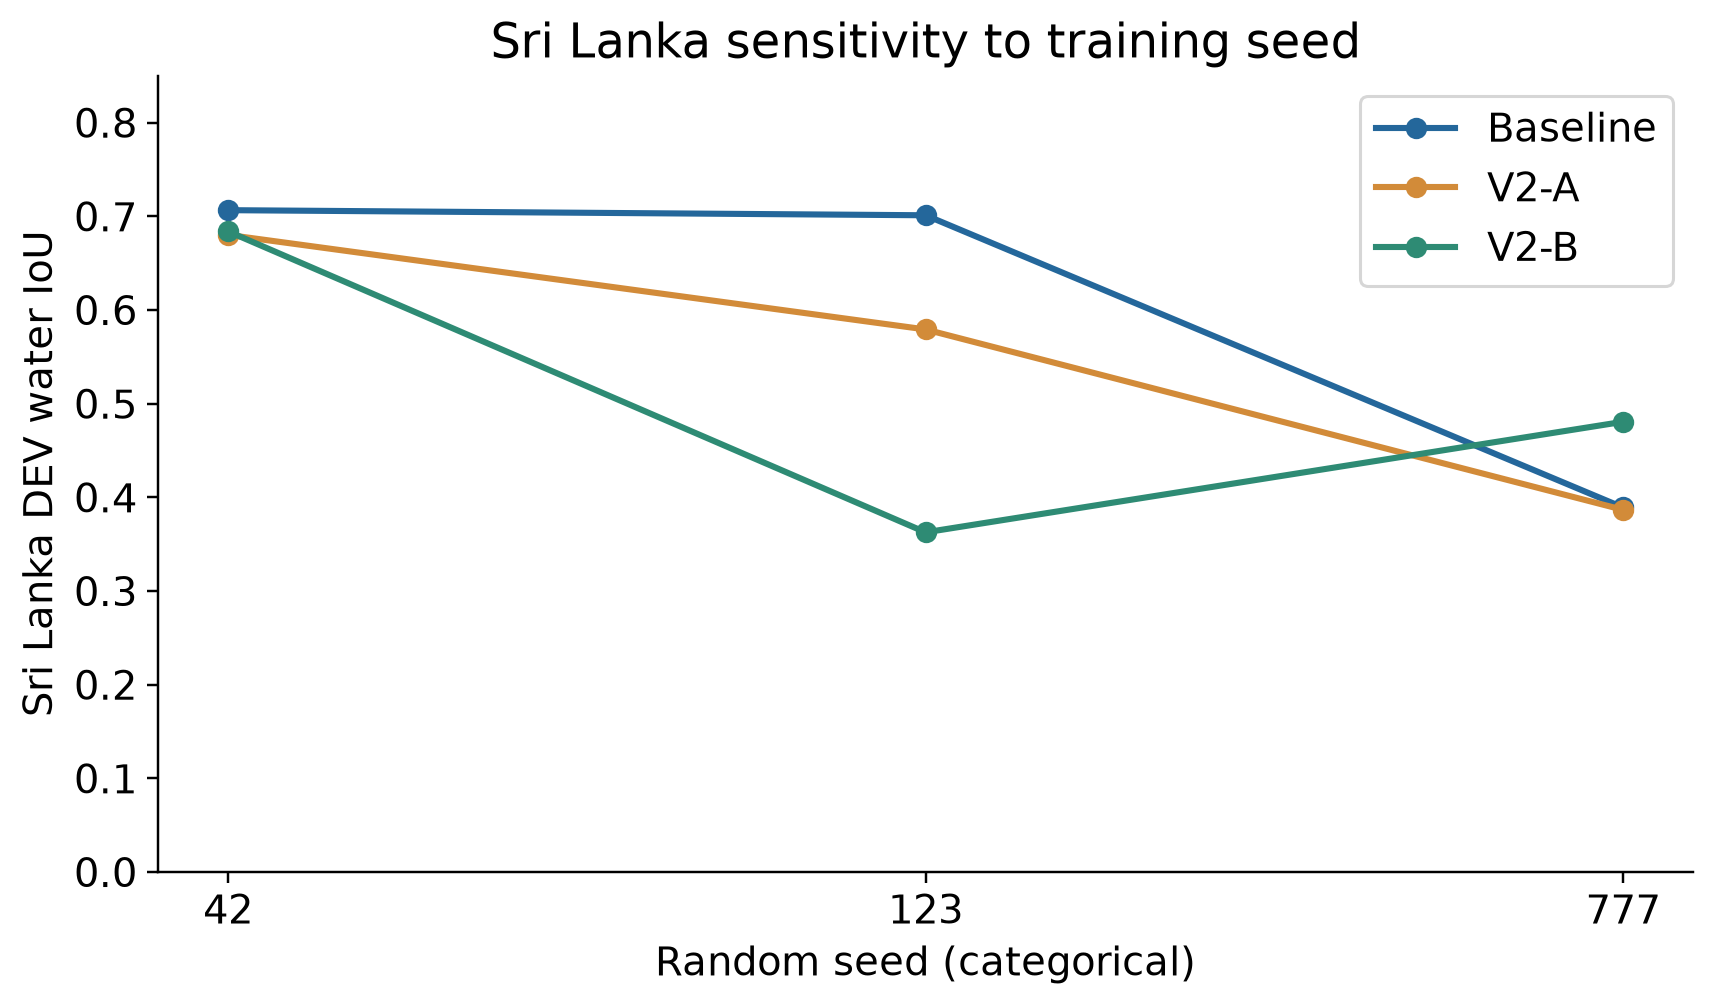 Sri Lanka sensitivity to training seed
Baseline
V2-A
V2-B
Sri Lanka DEV water IoU
0.8
0.7
0.6
0.5
0.4
0.3
0.2
0.1
0.0
42
123
777
Random seed (categorical)